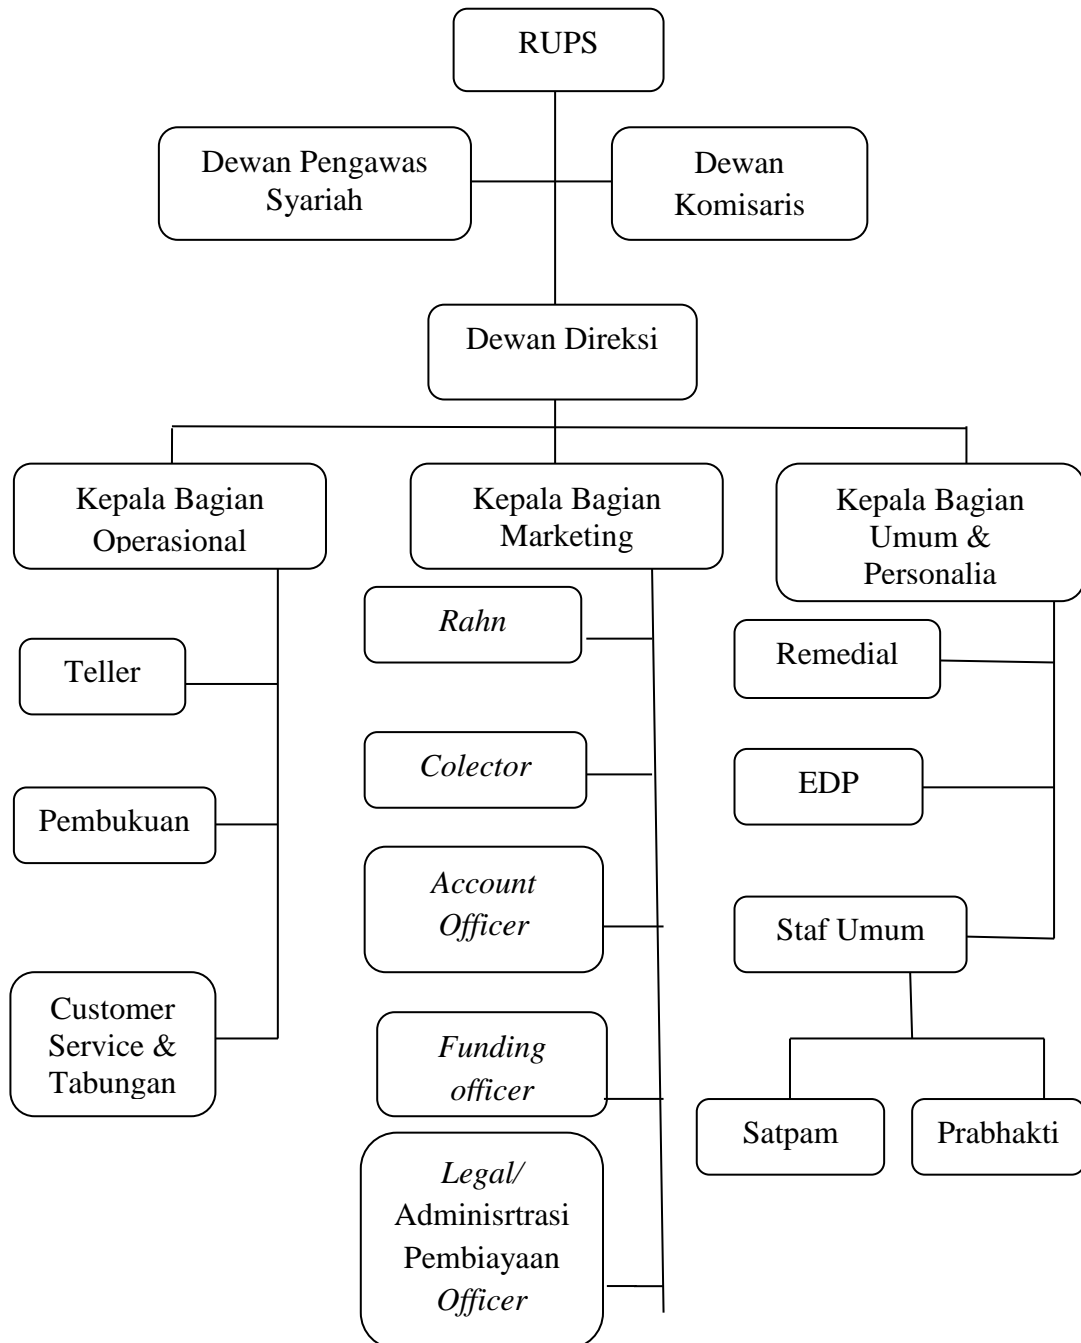 RUPS
Dewan Pengawas
Syariah
Dewan
Komisaris
Dewan Direksi
Kepala Bagian
Operasional
Kepala Bagian
Marketing
Kepala Bagian
Umum &
Personalia
Teller
Pembukuan
Customer
Service &
Tabungan
Rahn
Colector
Account
Officer
Funding
officer
Legal/
Adminisrtrasi
Pembiayaan
Officer
Remedial
EDP
Staf Umum
Satpam
Prabhakti